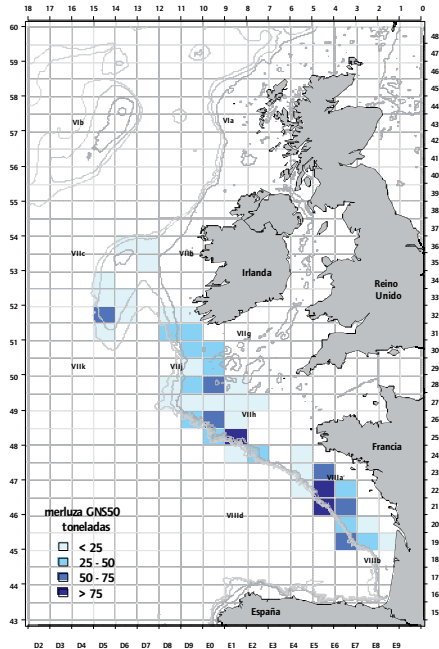 18 17 16 15 14 13 12 11 10 9 8 7 6 5 4 3 2 1 0
60
59
58
57
56
55
54
53
52
51
50
49
48
47
46
45
44
43
48
47
46
45
44
43
42
41
40
39
38
37
36
35
34
33
32
31
30
29
28
27
26
25
24
23
22
21
20
19
18
17
16
15
VIb
VIa
VIIc
VIIb
Irlanda
Reino
Unido
VIIg
VIIk
VIIj
VIIh
Francia
VIIIa
VIIId
VIIIb
España
merluza GNS50
toneladas
< 25
25 - 50
50 - 75
> 75
D2 D3 D4 D5 D6 D7 D8 D9 E0 E1 E2 E3 E4 E5 E6 E7 E8 E9